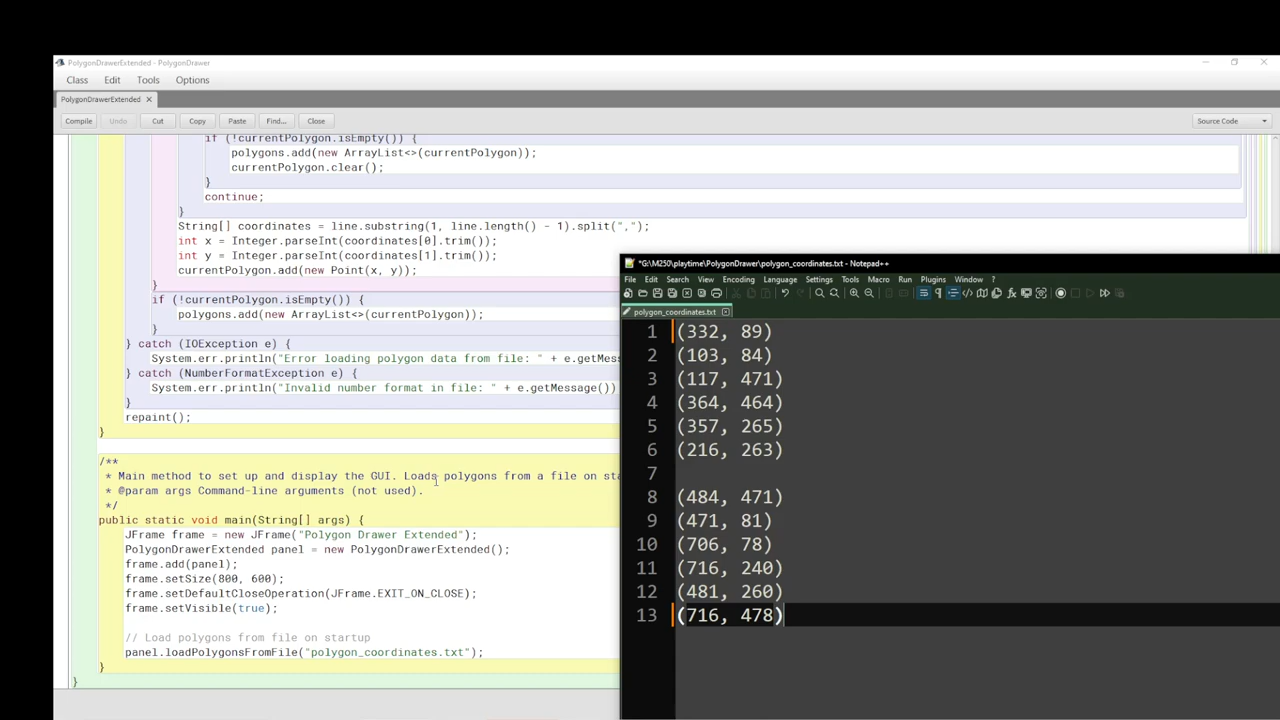 PolygonDrawerExtended - PolygonDrawer
Class Edit Tools Options
PolygonDrawerExtended ×
Compile Undo Cut Copy Paste Find... Close Source Code
if (!currentPolygon.isEmpty()) {
polygons.add(new ArrayList<>(currentPolygon));
currentPolygon.clear();
}
continue;
}
String[] coordinates = line.substring(1, line.length() - 1).split(",");
int x = Integer.parseInt(coordinates[0].trim());
int y = Integer.parseInt(coordinates[1].trim());
currentPolygon.add(new Point(x, y));
}
if (!currentPolygon.isEmpty()) {
polygons.add(new ArrayList<>(currentPolygon));
}
} catch (IOException e) {
System.err.println("Error loading polygon data from file: " + e.getMess
} catch (NumberFormatException e) {
System.err.println("Invalid number format in file: " + e.getMessage())
}
repaint();
}
/**
* Main method to set up and display the GUI. Loads polygons from a file on sta
* @param args Command-line arguments (not used).
*/
public static void main(String[] args) {
JFrame frame = new JFrame("Polygon Drawer Extended");
PolygonDrawerExtended panel = new PolygonDrawerExtended();
frame.add(panel);
frame.setSize(800, 600);
frame.setDefaultCloseOperation(JFrame.EXIT_ON_CLOSE);
frame.setVisible(true);
// Load polygons from file on startup
panel.loadPolygonsFromFile("polygon_coordinates.txt");
}
}
*G:\M250\playtime\PolygonDrawer\polygon_coordinates.txt - Notepad++
File Edit Search View Encoding Language Settings Tools Macro Run Plugins Window ?
polygon_coordinates.txt
1 (332, 89)
2 (103, 84)
3 (117, 471)
4 (364, 464)
5 (357, 265)
6 (216, 263)
7
8 (484, 471)
9 (471, 81)
10 (706, 78)
11 (716, 240)
12 (481, 260)
13 (716, 478)